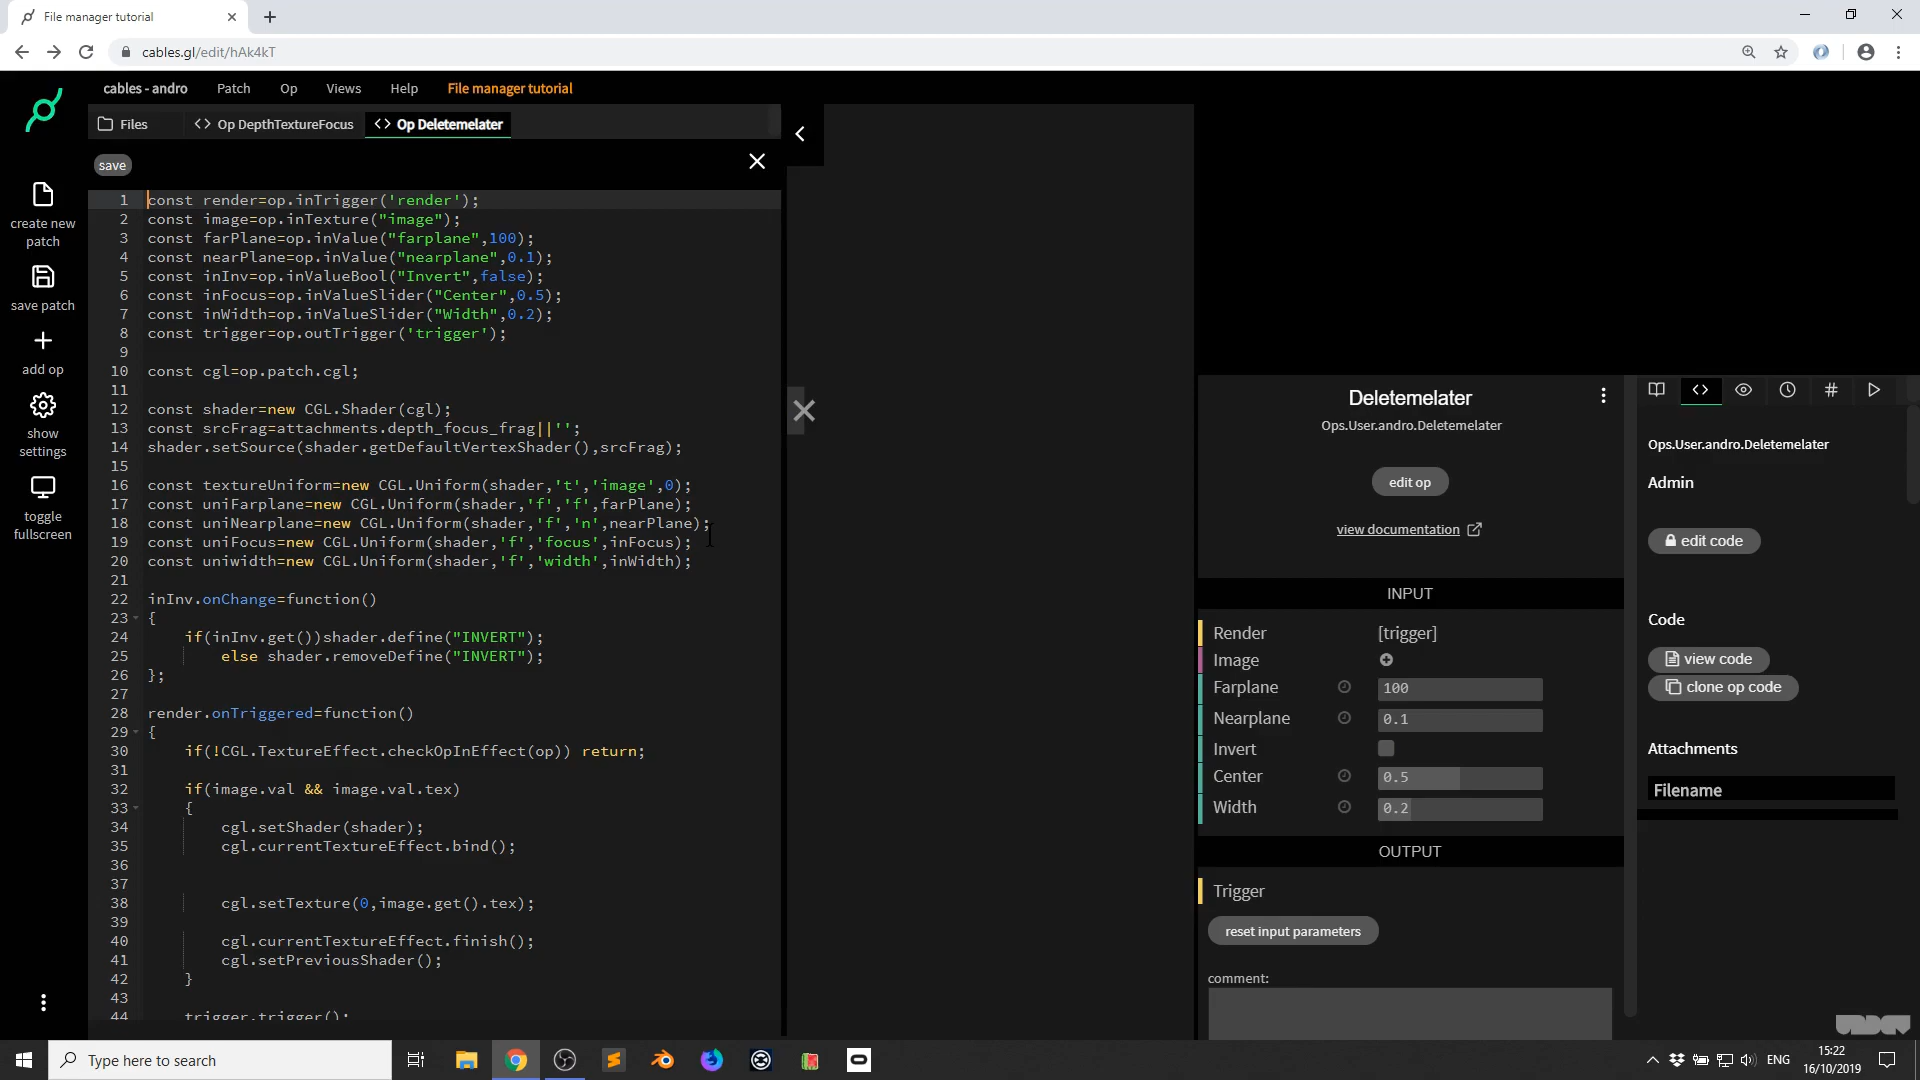 File manager tutorial
cables.gl/edit/hAk4kT
cables - andro
Patch
Op
Views
Help
File manager tutorial
Files
<> Op DepthTextureFocus
<> Op Deletemelater
save
create new
patch
save patch
add op
show
settings
toggle
fullscreen
1 const render=op.inTrigger('render');
2 const image=op.inTexture("image");
3 const farPlane=op.inValue("farplane",100);
4 const nearPlane=op.inValue("nearplane",0.1);
5 const inInv=op.inValueBool("Invert",false);
6 const inFocus=op.inValueSlider("Center",0.5);
7 const inWidth=op.inValueSlider("Width",0.2);
8 const trigger=op.outTrigger('trigger');
9
10 const cgl=op.patch.cgl;
11
12 const shader=new CGL.Shader(cgl);
13 const srcFrag=attachments.depth_focus_frag||'';
14 shader.setSource(shader.getDefaultVertexShader(),srcFrag);
15
16 const textureUniform=new CGL.Uniform(shader,'t','image',0);
17 const uniFarplane=new CGL.Uniform(shader,'f','f',farPlane);
18 const uniNearplane=new CGL.Uniform(shader,'f','n',nearPlane);
19 const uniFocus=new CGL.Uniform(shader,'f','focus',inFocus);
20 const uniwidth=new CGL.Uniform(shader,'f','width',inWidth);
21
22 inInv.onChange=function()
23 {
24 if(inInv.get())shader.define("INVERT");
25 else shader.removeDefine("INVERT");
26 };
27
28 render.onTriggered=function()
29 {
30 if(!CGL.TextureEffect.checkOpInEffect(op)) return;
31
32 if(image.val && image.val.tex)
33 {
34 cgl.setShader(shader);
35 cgl.currentTextureEffect.bind();
36
37
38 cgl.setTexture(0,image.get().tex);
39
40 cgl.currentTextureEffect.finish();
41 cgl.setPreviousShader();
42 }
43
44 trigger.trigger();
Deletemelater
Ops.User.andro.Deletemelater
edit op
view documentation
INPUT
Render [trigger]
Image
Farplane 100
Nearplane 0.1
Invert
Center 0.5
Width 0.2
OUTPUT
Trigger
reset input parameters
comment:
Ops.User.andro.Deletemelater
Admin
edit code
Code
view code
clone op code
Attachments
Filename
Type here to search
ENG
15:22
16/10/2019